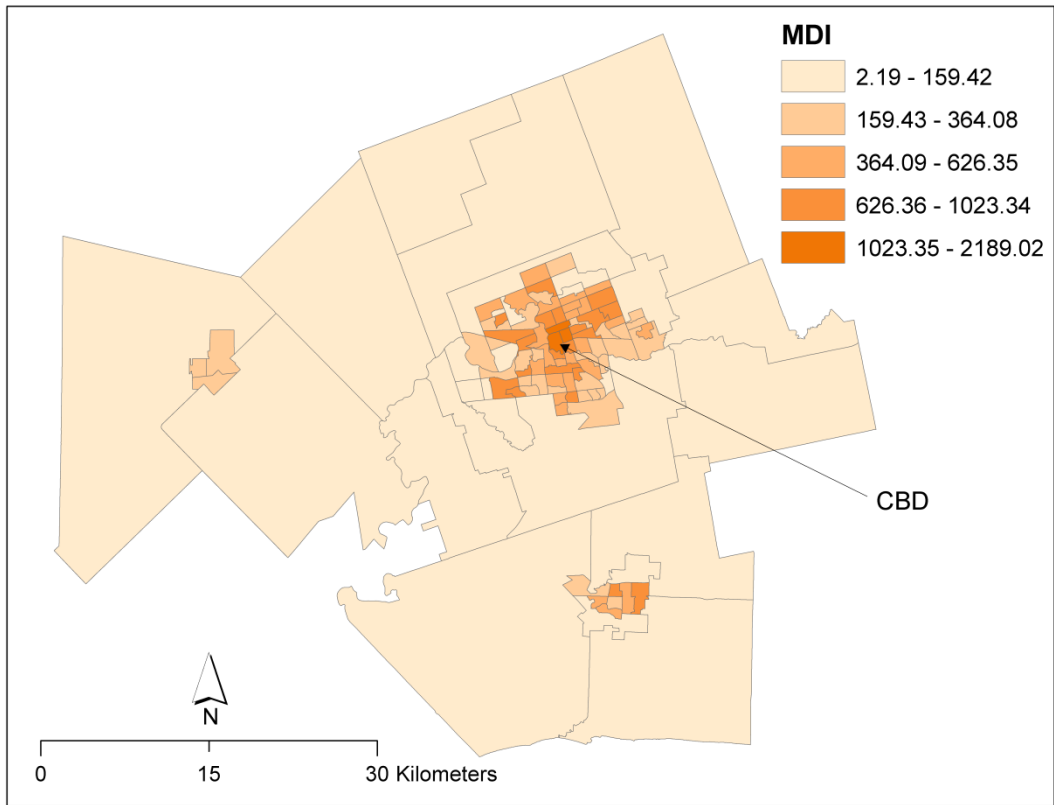 MDI
2.19 - 159.42
159.43 - 364.08
364.09 - 626.35
626.36 - 1023.34
1023.35 - 2189.02
CBD
N
0 15 30 Kilometers